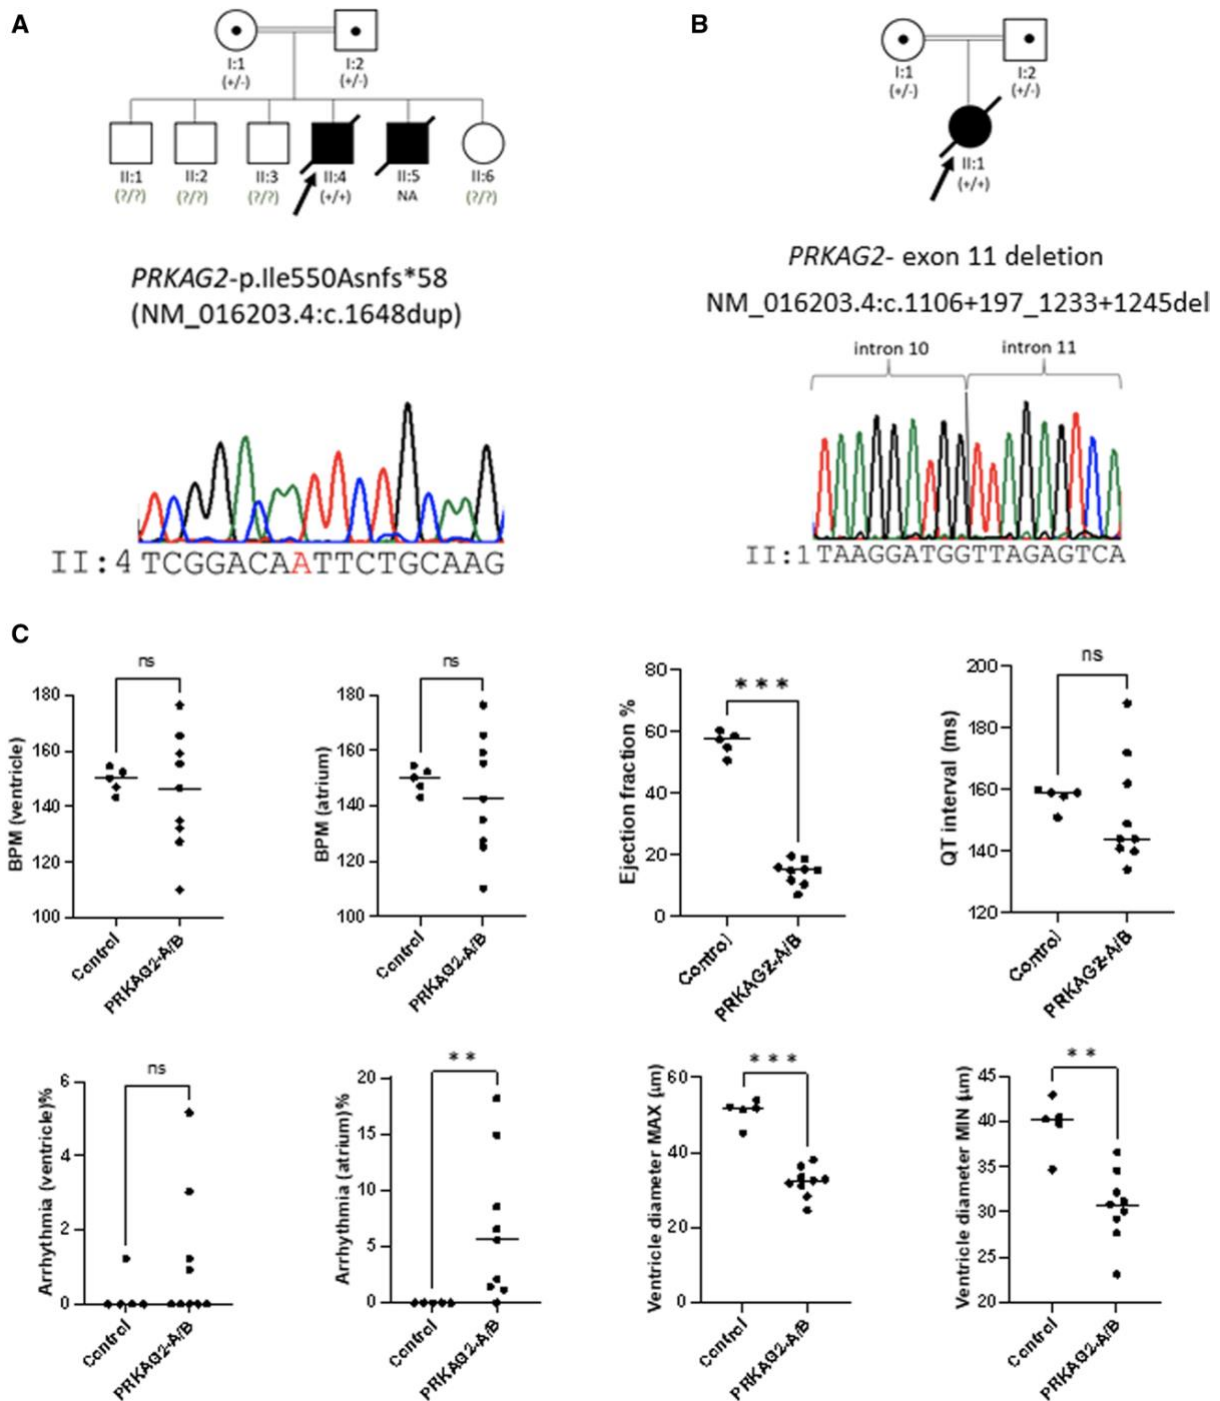 A
I:1
(+/-)
I:2
(+/-)
II:1
(?/?)
II:2
(?/?)
II:3
(?/?)
II:4
(+/+)
II:5
NA
II:6
(?/?)
PRKAG2-p.Ile550Asnfs*58
(NM_016203.4:c.1648dup)
II:4 TCGGACAATTCTGCAAG
B
I:1
(+/-)
I:2
(+/-)
II:1
(+/+)
PRKAG2- exon 11 deletion
NM_016203.4:c.1106+197_1233+1245del
intron 10
intron 11
II:1 TAAGGATGGTTAGAGTCA
C
ns
BPM (ventricle)
180
160
140
120
100
Control
PRKAG2-A/B
ns
BPM (atrium)
180
160
140
120
100
Control
PRKAG2-A/B
***
Ejection fraction %
80
60
40
20
0
Control
PRKAG2-A/B
ns
QT interval (ms)
200
180
160
140
120
Control
PRKAG2-A/B
ns
Arrhythmia (ventricle)%
6
4
2
0
Control
PRKAG2-A/B
**
Arrhythmia (atrium)%
20
15
10
5
0
Control
PRKAG2-A/B
***
Ventricle diameter MAX (µm)
60
40
20
0
Control
PRKAG2-A/B
**
Ventricle diameter MIN (µm)
45
40
35
30
25
20
Control
PRKAG2-A/B